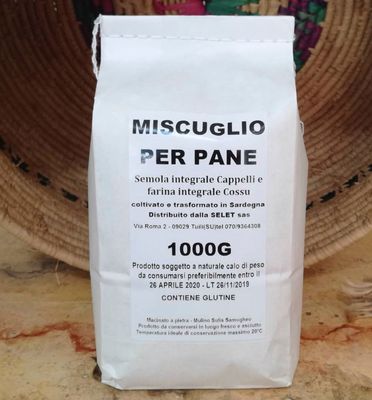 MISCUGLIO
PER PANE
Semola integrale Cappelli e
farina integrale Cossu
coltivato e trasformato in Sardegna
Distribuito dalla SELET sas
Via Roma 2 - 09029 Tuili(SU)tel 070/9364308
1000G
Prodotto soggetto a naturale calo di peso
da consumarsi preferibilmente entro il
26 APRILE 2020 - LT 26/11/2019
CONTIENE GLUTINE
Macinato a pietra - Mulino Sulis Samugheo
Prodotto da conservarsi in luogo fresco e asciutto
Temperatura ideale di conservazione massimo 20°C